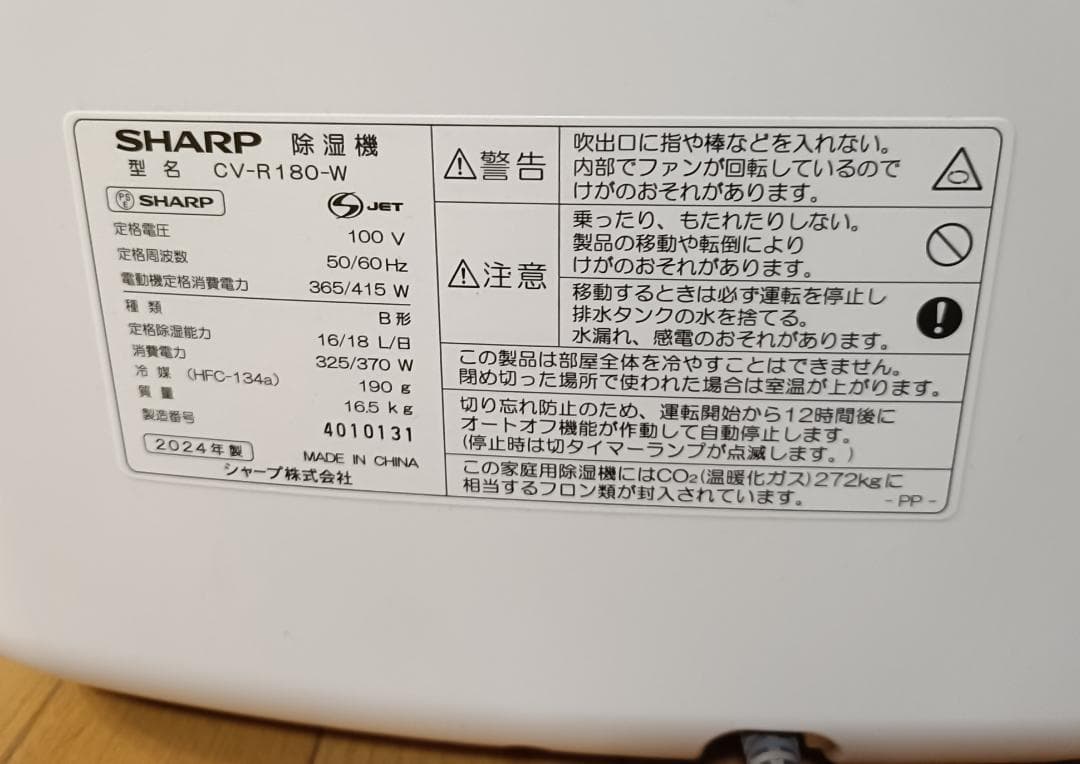 SHARP 除湿機
型名 CV-R180-W
PS E SHARP
S JET
定格電圧 100 V
定格周波数 50/60 Hz
電動機定格消費電力 365/415 W
種類 B形
定格除湿能力 16/18 L/日
消費電力 325/370 W
冷媒 (HFC-134a) 190 g
質量 16.5 kg
製造番号 4010131
2024年製 MADE IN CHINA
シャープ株式会社
警告
吹出口に指や棒などを入れない。
内部でファンが回転しているので
けがのおそれがあります。
注意
乗ったり、もたれたりしない。
製品の移動や転倒により
けがのおそれがあります。
移動するときは必ず運転を停止し
排水タンクの水を捨てる。
水漏れ、感電のおそれがあります。
この製品は部屋全体を冷やすことはできません。
閉め切った場所で使われた場合は室温が上がります。
切り忘れ防止のため、運転開始から12時間後に
オートオフ機能が作動して自動停止します。
(停止時は切タイマーランプが点滅します。)
この家庭用除湿機にはCO₂(温暖化ガス)272kgに
相当するフロン類が封入されています。
-PP-